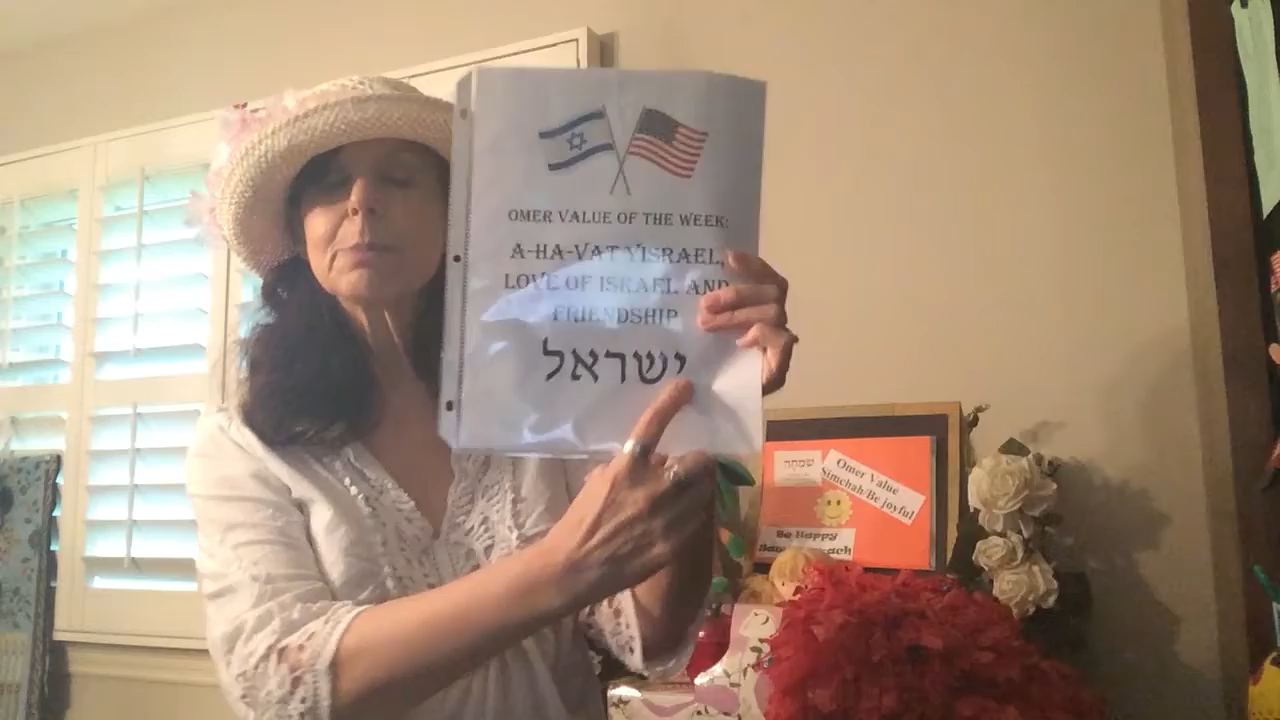 OMER VALUE OF THE WEEK:
A-HA-VAT YISRAEL,
LOVE OF ISRAEL AND
FRIENDSHIP
ישראל
שמחה
Omer Value
Simchah/Be joyful
Be Happy